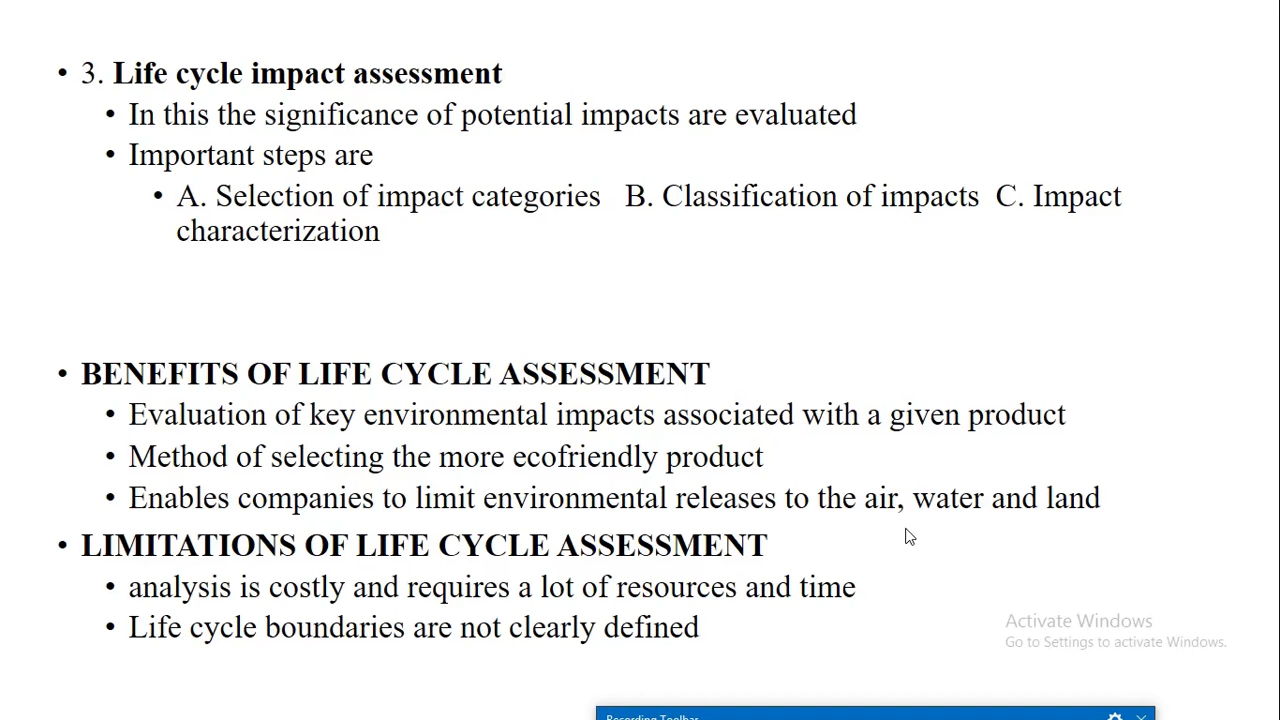 • 3. Life cycle impact assessment
• In this the significance of potential impacts are evaluated
• Important steps are
• A. Selection of impact categories B. Classification of impacts C. Impact
characterization
• BENEFITS OF LIFE CYCLE ASSESSMENT
• Evaluation of key environmental impacts associated with a given product
• Method of selecting the more ecofriendly product
• Enables companies to limit environmental releases to the air, water and land
• LIMITATIONS OF LIFE CYCLE ASSESSMENT
• analysis is costly and requires a lot of resources and time
• Life cycle boundaries are not clearly defined
Activate Windows
Go to Settings to activate Windows.
Recording Toolbar